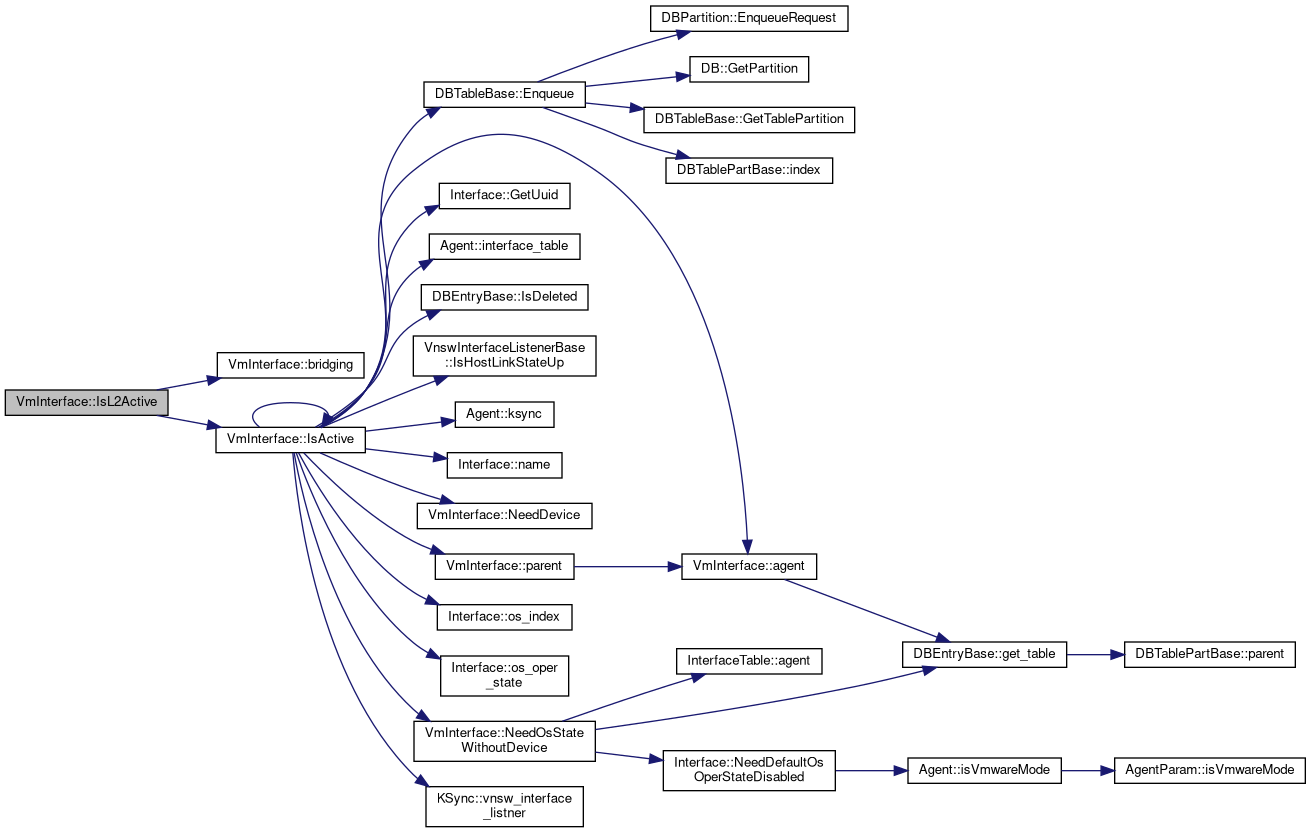 DBPartition::EnqueueRequest
DB::GetPartition
DBTableBase::Enqueue
DBTableBase::GetTablePartition
DBTablePartBase::index
Interface::GetUuid
Agent::interface_table
DBEntryBase::IsDeleted
VnswInterfaceListenerBase
::IsHostLinkStateUp
VmInterface::bridging
VmInterface::IsL2Active
Agent::ksync
VmInterface::IsActive
Interface::name
VmInterface::NeedDevice
VmInterface::parent
VmInterface::agent
Interface::os_index
DBEntryBase::get_table
DBTablePartBase::parent
Interface::os_oper
_state
InterfaceTable::agent
VmInterface::NeedOsState
WithoutDevice
Interface::NeedDefaultOs
OperStateDisabled
Agent::isVmwareMode
AgentParam::isVmwareMode
KSync::vnsw_interface
_listner